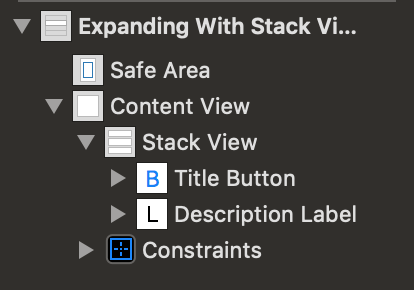 Expanding With Stack Vi...
Safe Area
Content View
Stack View
B Title Button
L Description Label
Constraints